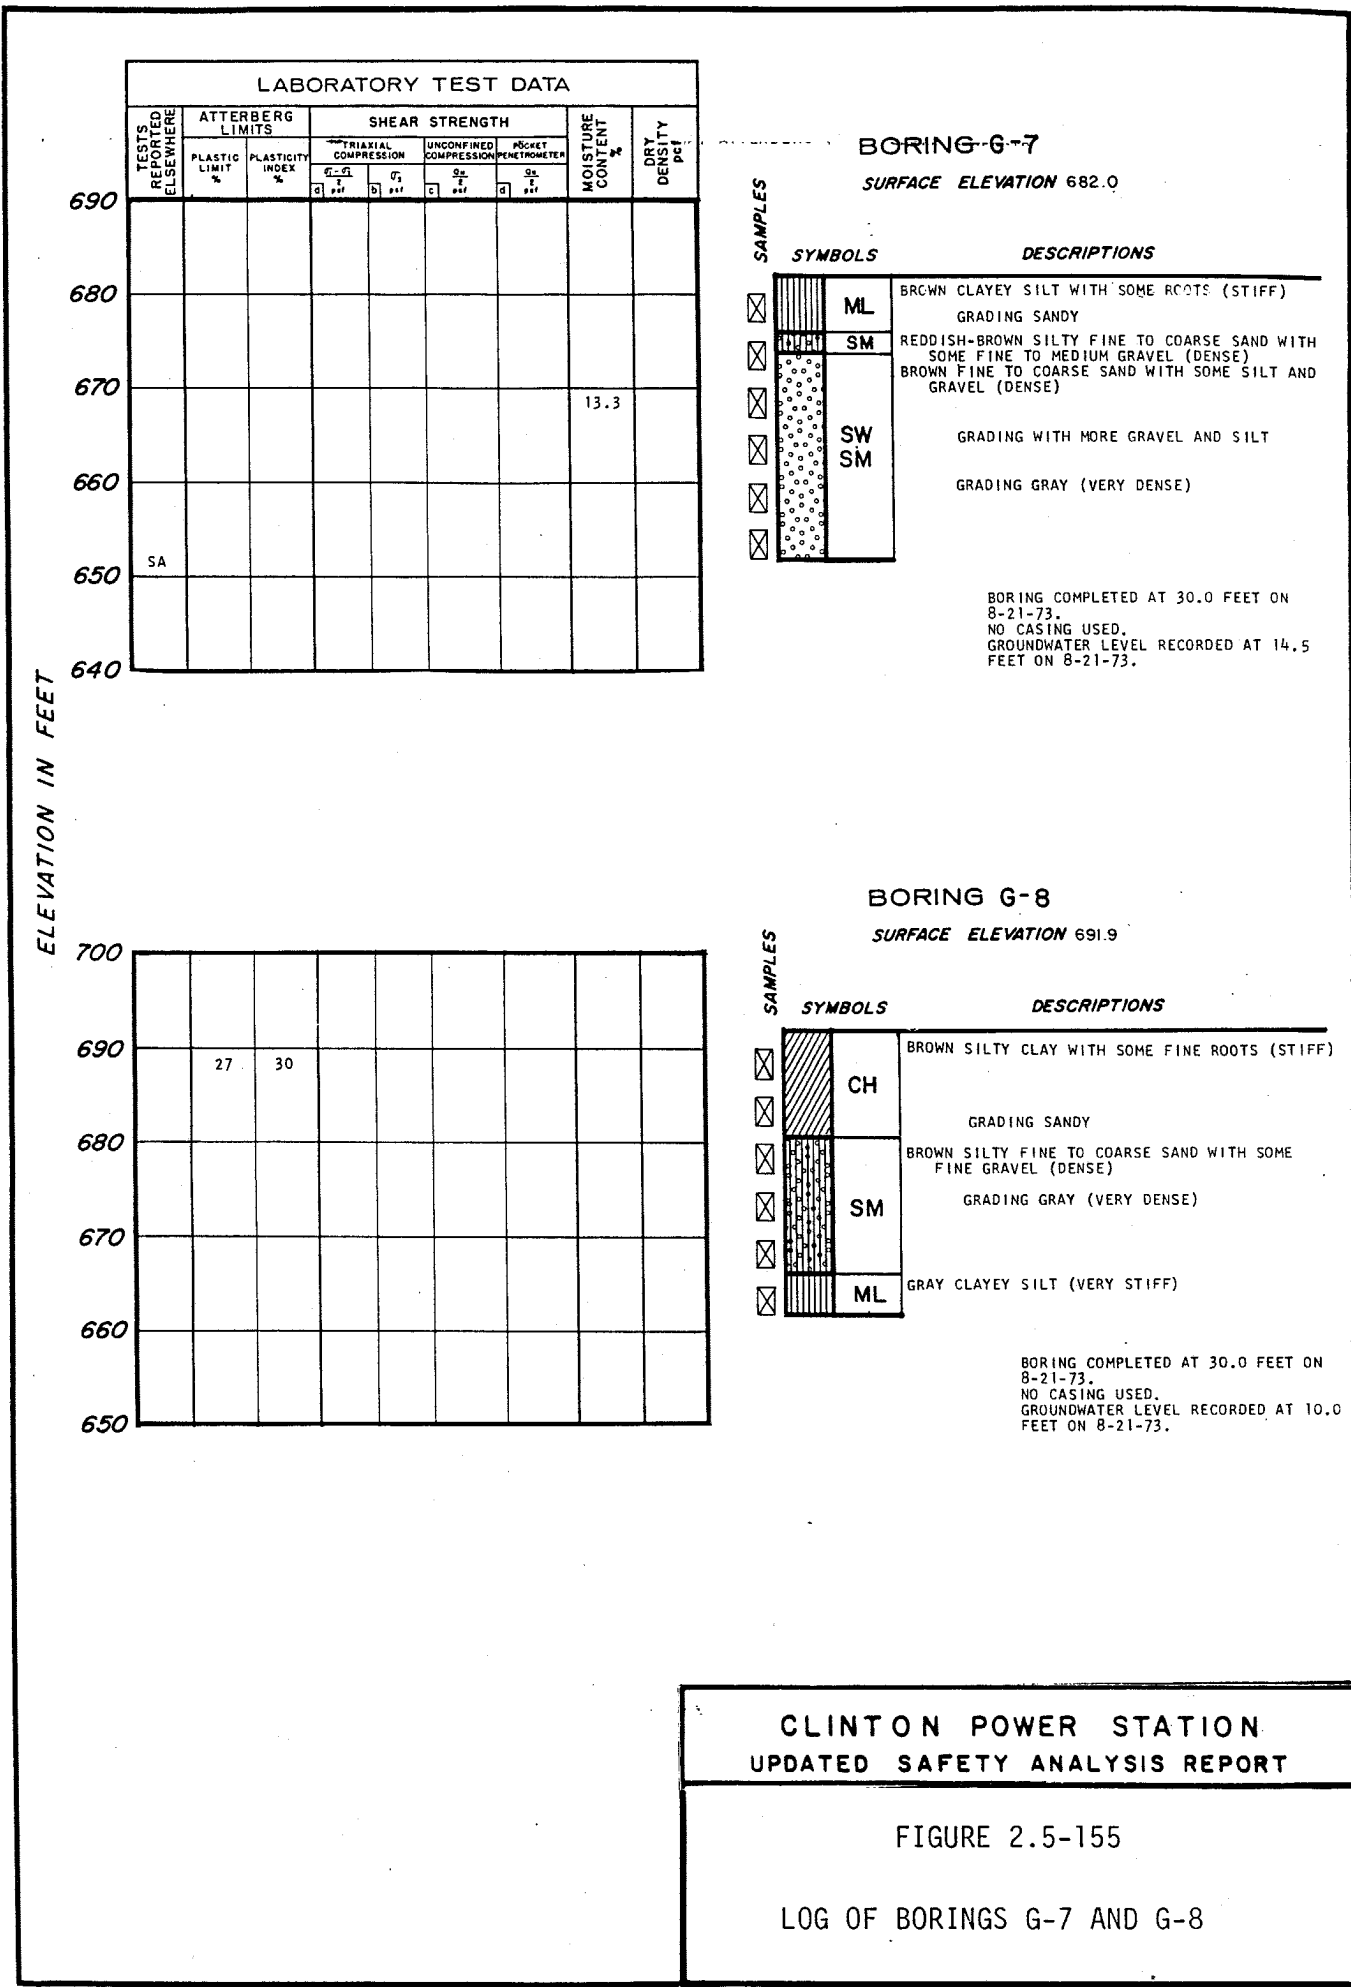 LABORATORY TEST DATA
TESTS REPORTED ELSEWHERE
ATTERBERG LIMITS
SHEAR STRENGTH
MOISTURE CONTENT %
DRY DENSITY pcf
PLASTIC LIMIT %
PLASTICITY INDEX %
TRIAXIAL COMPRESSION
UNCONFINED COMPRESSION
POCKET PENETROMETER
a
psf
b
psf
c
psf
d
psf
690
680
670
13.3
660
SA
650
640
ELEVATION IN FEET
BORING G-7
SURFACE ELEVATION 682.0
SAMPLES
SYMBOLS
DESCRIPTIONS
ML
BROWN CLAYEY SILT WITH SOME ROOTS (STIFF)
GRADING SANDY
SM
REDDISH-BROWN SILTY FINE TO COARSE SAND WITH
SOME FINE TO MEDIUM GRAVEL (DENSE)
BROWN FINE TO COARSE SAND WITH SOME SILT AND
GRAVEL (DENSE)
SW
SM
GRADING WITH MORE GRAVEL AND SILT
GRADING GRAY (VERY DENSE)
BORING COMPLETED AT 30.0 FEET ON
8-21-73.
NO CASING USED.
GROUNDWATER LEVEL RECORDED AT 14.5
FEET ON 8-21-73.
700
690
27 30
680
670
660
650
BORING G-8
SURFACE ELEVATION 691.9
SAMPLES
SYMBOLS
DESCRIPTIONS
CH
BROWN SILTY CLAY WITH SOME FINE ROOTS (STIFF)
GRADING SANDY
BROWN SILTY FINE TO COARSE SAND WITH SOME
FINE GRAVEL (DENSE)
SM
GRADING GRAY (VERY DENSE)
ML
GRAY CLAYEY SILT (VERY STIFF)
BORING COMPLETED AT 30.0 FEET ON
8-21-73.
NO CASING USED.
GROUNDWATER LEVEL RECORDED AT 10.0
FEET ON 8-21-73.
CLINTON POWER STATION
UPDATED SAFETY ANALYSIS REPORT
FIGURE 2.5-155
LOG OF BORINGS G-7 AND G-8